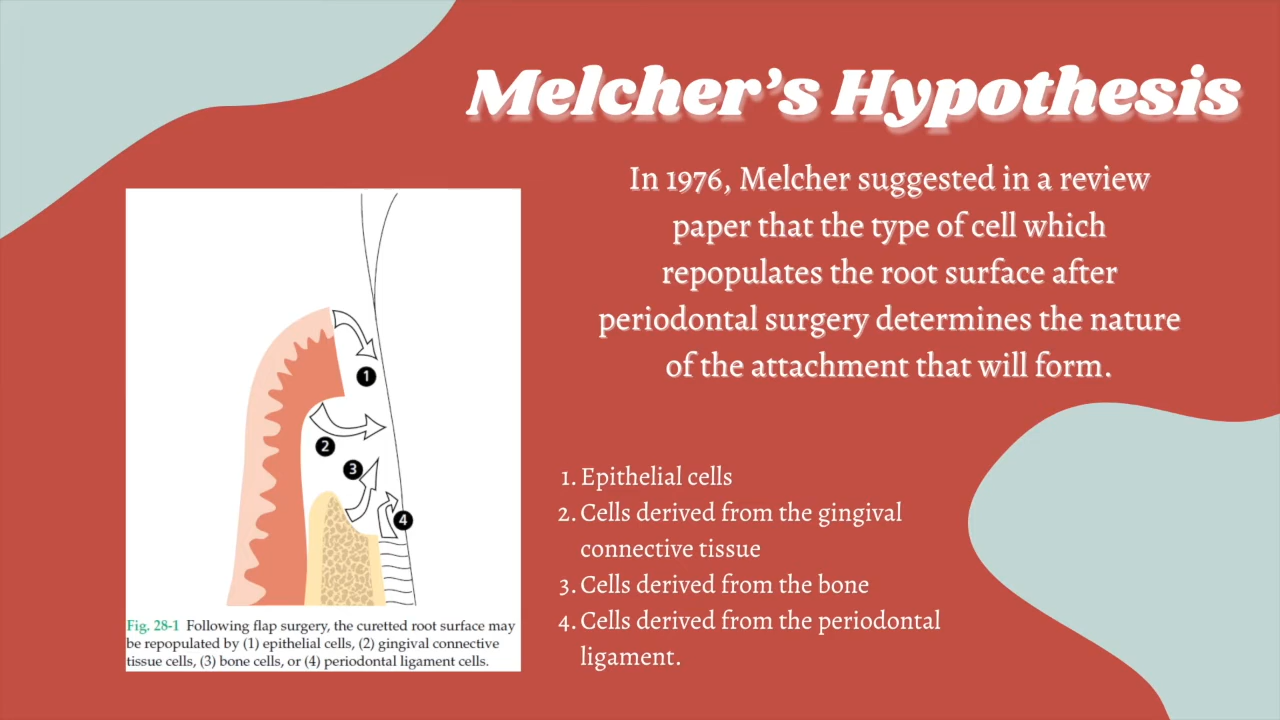 Melcher's Hypothesis
In 1976, Melcher suggested in a review
paper that the type of cell which
repopulates the root surface after
periodontal surgery determines the nature
of the attachment that will form.
1
2
3
4
Fig. 28-1 Following flap surgery, the curetted root surface may
be repopulated by (1) epithelial cells, (2) gingival connective
tissue cells, (3) bone cells, or (4) periodontal ligament cells.
1. Epithelial cells
2. Cells derived from the gingival
connective tissue
3. Cells derived from the bone
4. Cells derived from the periodontal
ligament.